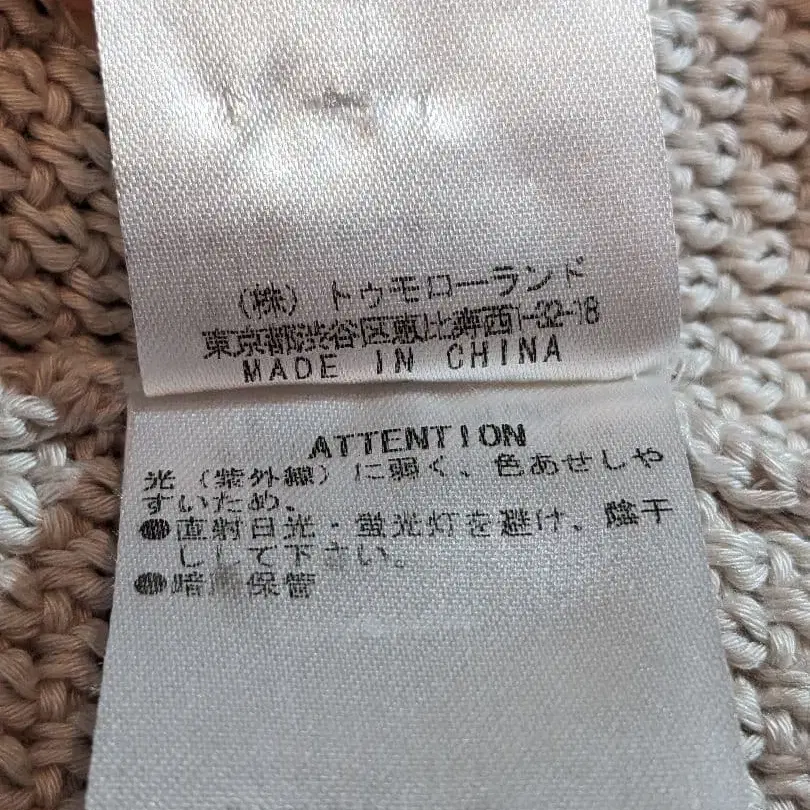 (株) トゥモローランド
東京都渋谷区恵比寿西1-32-18
MADE IN CHINA
ATTENTION
光（紫外線）に弱く、色あせしや
すいため、
●直射日光・蛍光灯を避け、陰干
しして下さい。
●暗所保管